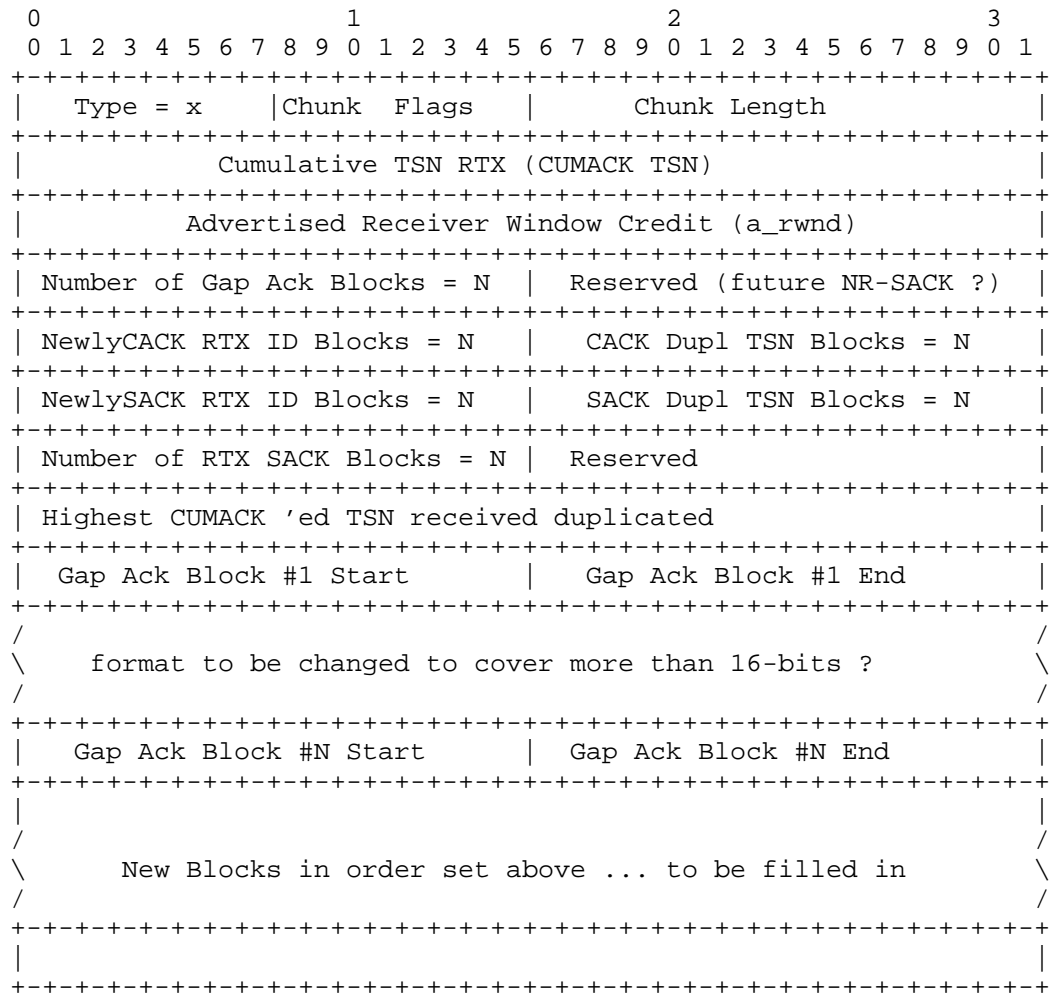 0                   1                   2                   3
0 1 2 3 4 5 6 7 8 9 0 1 2 3 4 5 6 7 8 9 0 1 2 3 4 5 6 7 8 9 0 1
+-+-+-+-+-+-+-+-+-+-+-+-+-+-+-+-+-+-+-+-+-+-+-+-+-+-+-+-+-+-+-+-+
|   Type = x    |Chunk  Flags   |      Chunk Length             |
+-+-+-+-+-+-+-+-+-+-+-+-+-+-+-+-+-+-+-+-+-+-+-+-+-+-+-+-+-+-+-+-+
|            Cumulative TSN RTX (CUMACK TSN)                    |
+-+-+-+-+-+-+-+-+-+-+-+-+-+-+-+-+-+-+-+-+-+-+-+-+-+-+-+-+-+-+-+-+
|          Advertised Receiver Window Credit (a_rwnd)           |
+-+-+-+-+-+-+-+-+-+-+-+-+-+-+-+-+-+-+-+-+-+-+-+-+-+-+-+-+-+-+-+-+
| Number of Gap Ack Blocks = N  |  Reserved (future NR-SACK ?)  |
+-+-+-+-+-+-+-+-+-+-+-+-+-+-+-+-+-+-+-+-+-+-+-+-+-+-+-+-+-+-+-+-+
| NewlyCACK RTX ID Blocks = N   |   CACK Dupl TSN Blocks = N    |
+-+-+-+-+-+-+-+-+-+-+-+-+-+-+-+-+-+-+-+-+-+-+-+-+-+-+-+-+-+-+-+-+
| NewlySACK RTX ID Blocks = N   |   SACK Dupl TSN Blocks = N    |
+-+-+-+-+-+-+-+-+-+-+-+-+-+-+-+-+-+-+-+-+-+-+-+-+-+-+-+-+-+-+-+-+
| Number of RTX SACK Blocks = N |  Reserved                     |
+-+-+-+-+-+-+-+-+-+-+-+-+-+-+-+-+-+-+-+-+-+-+-+-+-+-+-+-+-+-+-+-+
| Highest CUMACK ’ed TSN received duplicated                    |
+-+-+-+-+-+-+-+-+-+-+-+-+-+-+-+-+-+-+-+-+-+-+-+-+-+-+-+-+-+-+-+-+
|  Gap Ack Block #1 Start       |   Gap Ack Block #1 End        |
+-+-+-+-+-+-+-+-+-+-+-+-+-+-+-+-+-+-+-+-+-+-+-+-+-+-+-+-+-+-+-+-+
/                                                               /
\    format to be changed to cover more than 16-bits ?          \
/                                                               /
+-+-+-+-+-+-+-+-+-+-+-+-+-+-+-+-+-+-+-+-+-+-+-+-+-+-+-+-+-+-+-+-+
|   Gap Ack Block #N Start      |  Gap Ack Block #N End         |
+-+-+-+-+-+-+-+-+-+-+-+-+-+-+-+-+-+-+-+-+-+-+-+-+-+-+-+-+-+-+-+-+
|                                                               |
/                                                               /
\      New Blocks in order set above ... to be filled in        \
/                                                               /
+-+-+-+-+-+-+-+-+-+-+-+-+-+-+-+-+-+-+-+-+-+-+-+-+-+-+-+-+-+-+-+-+
|                                                               |
+-+-+-+-+-+-+-+-+-+-+-+-+-+-+-+-+-+-+-+-+-+-+-+-+-+-+-+-+-+-+-+-+